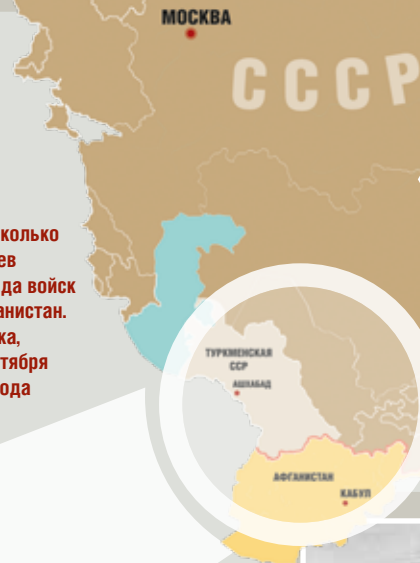 МОСКВА
СССР
колько
ев
да войск
анистан.
ка,
тября
ода
ТУРКМЕНСКАЯ
ССР
АШХАБАД
АФГАНИСТАН
КАБУЛ